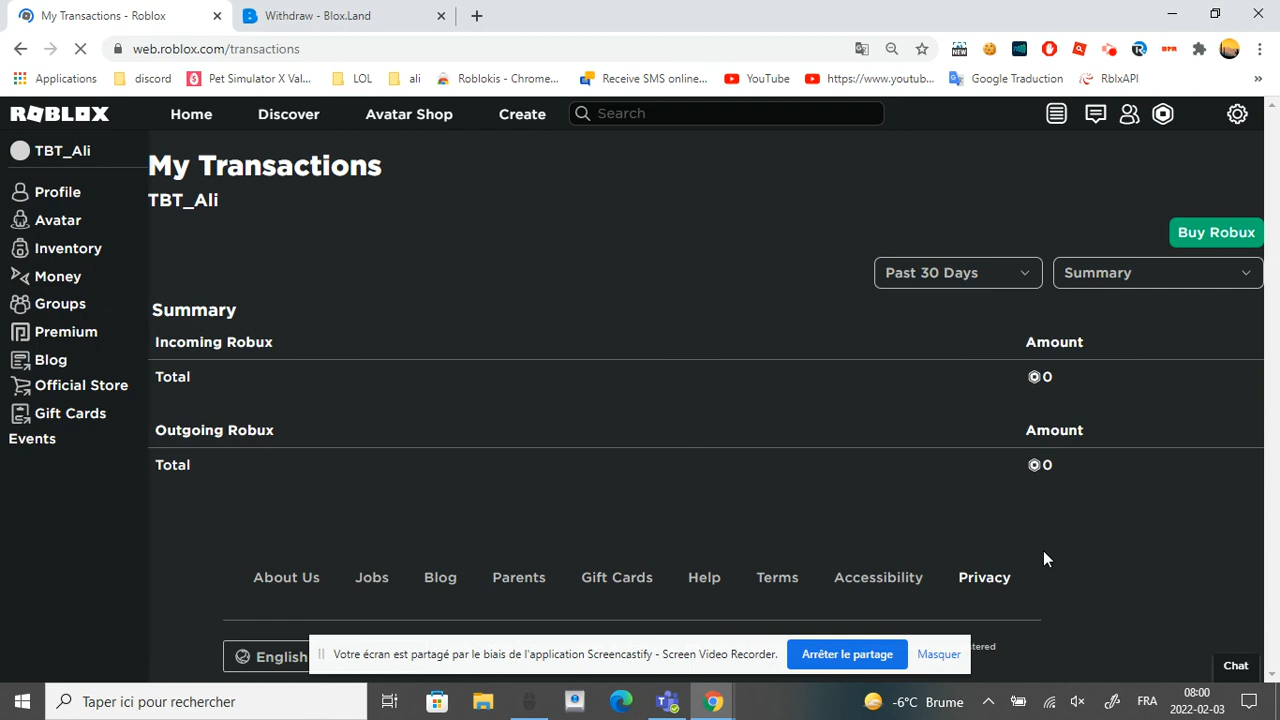 My Transactions - Roblox
Withdraw - Blox.Land
web.roblox.com/transactions
Applications
discord
Pet Simulator X Val...
LOL
ali
Roblokis - Chrome...
Receive SMS online...
YouTube
https://www.youtub...
Google Traduction
RblxAPI
ROBLOX
Home
Discover
Avatar Shop
Create
Search
TBT_Ali
Profile
Avatar
Inventory
Money
Groups
Premium
Blog
Official Store
Gift Cards
Events
My Transactions
TBT_Ali
Buy Robux
Past 30 Days
Summary
Summary
Incoming Robux Amount
Total 0
Outgoing Robux Amount
Total 0
About Us Jobs Blog Parents Gift Cards Help Terms Accessibility Privacy
English
Votre écran est partagé par le biais de l'application Screencastify - Screen Video Recorder.
Arrêter le partage
Masquer
Chat
Taper ici pour rechercher
-6°C Brume
FRA
08:00
2022-02-03